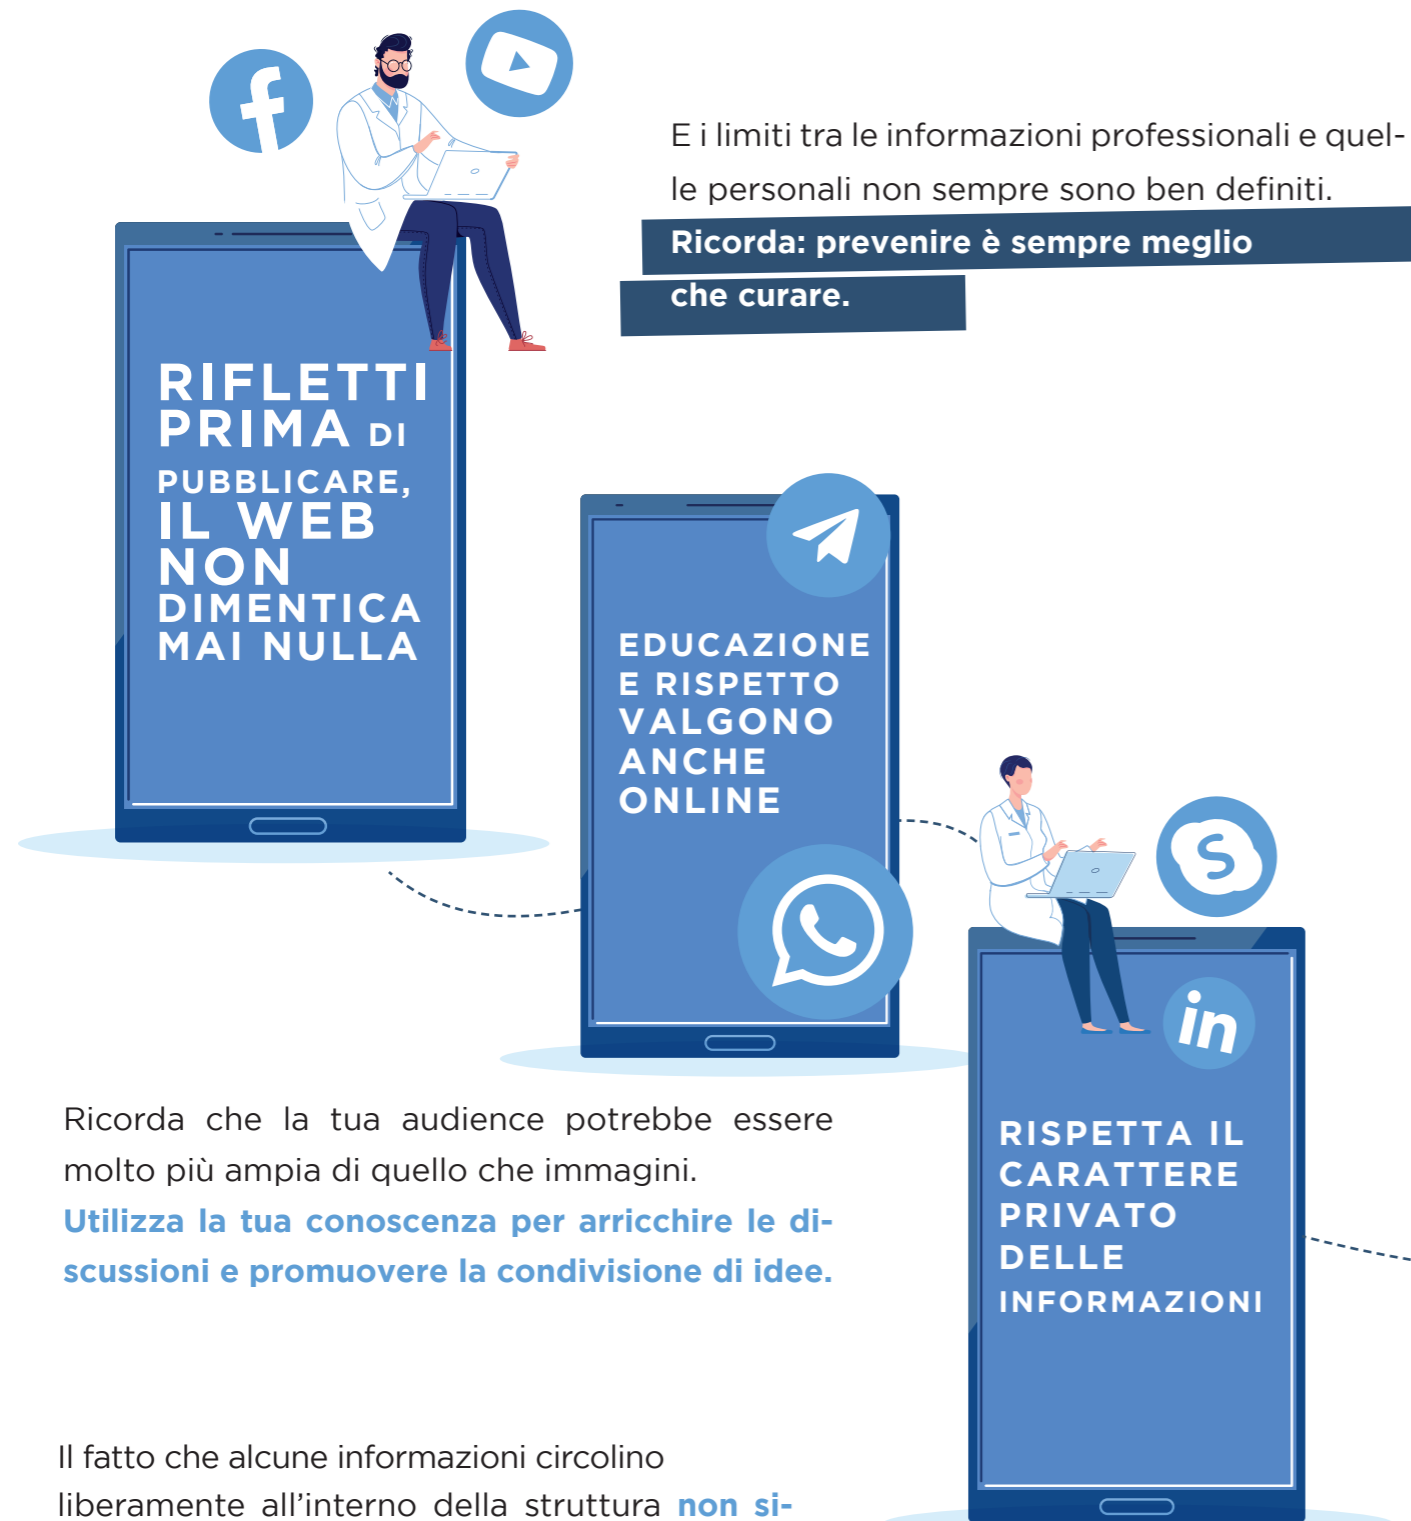 E i limiti tra le informazioni professionali e quel-
le personali non sempre sono ben definiti.
Ricorda: prevenire è sempre meglio
che curare.
RIFLETTI
PRIMA DI
PUBBLICARE,
IL WEB
NON
DIMENTICA
MAI NULLA
EDUCAZIONE
E RISPETTO
VALGONO
ANCHE
ONLINE
Ricorda che la tua audience potrebbe essere
molto più ampia di quello che immagini.
Utilizza la tua conoscenza per arricchire le di-
scussioni e promuovere la condivisione di idee.
in
RISPETTA IL
CARATTERE
PRIVATO
DELLE
INFORMAZIONI
Il fatto che alcune informazioni circolino
liberamente all'interno della struttura non si-